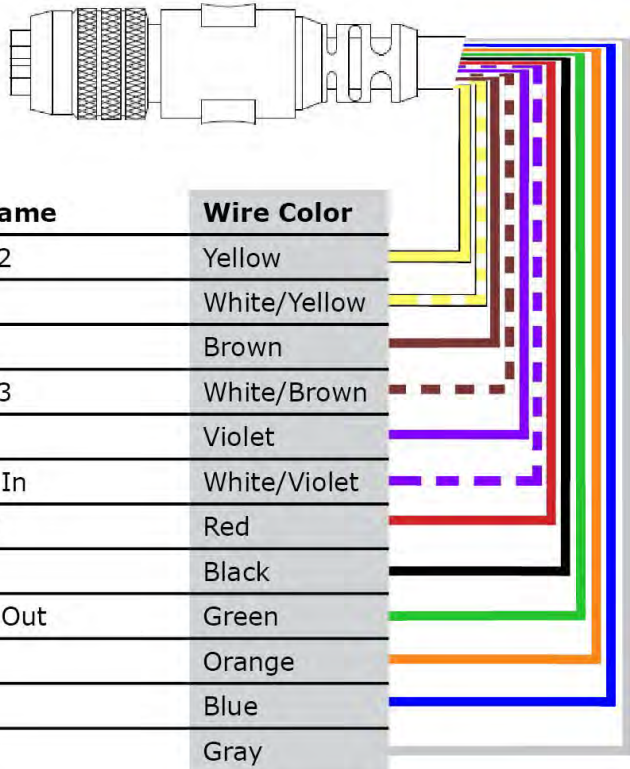 ame Wire Color
2 Yellow
White/Yellow
Brown
3 White/Brown
Violet
In White/Violet
Red
Black
Out Green
Orange
Blue
Gray